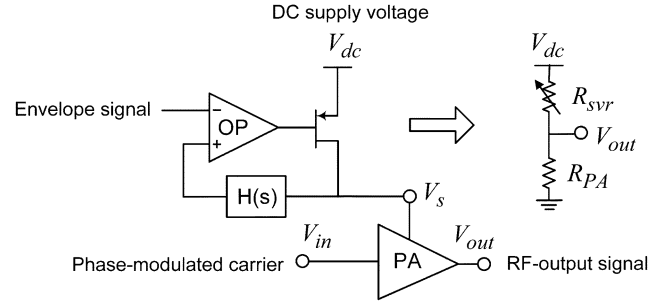 DC supply voltage
V_dc
V_dc
Envelope signal
−
OP
+
R_svr
V_out
H(s)
V_s
R_PA
V_in
V_out
Phase-modulated carrier
PA
RF-output signal